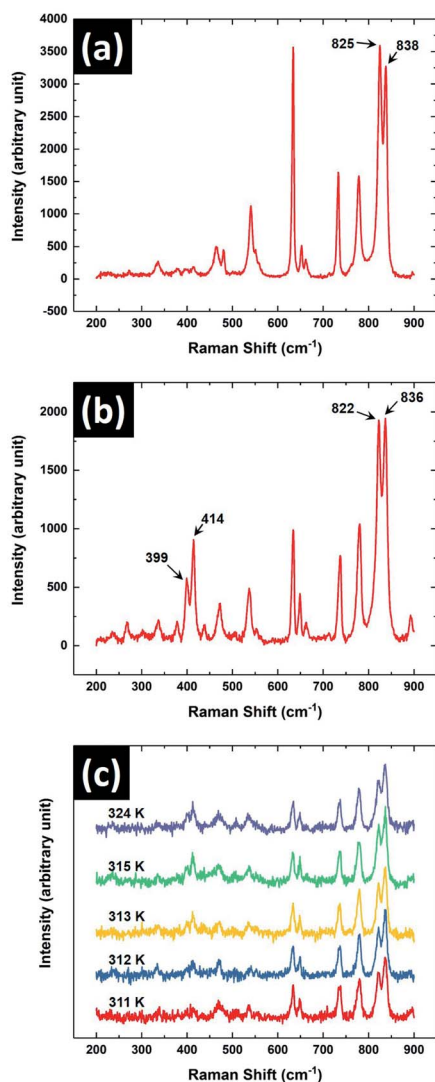 (a)
825
838
4000
3500
3000
2500
2000
1500
1000
500
0
-500
Intensity (arbitrary unit)
200 300 400 500 600 700 800 900
Raman Shift (cm⁻¹)
(b)
822
836
399
414
2000
1500
1000
500
0
Intensity (arbitrary unit)
200 300 400 500 600 700 800 900
Raman Shift (cm⁻¹)
(c)
324 K
315 K
313 K
312 K
311 K
Intensity (arbitrary unit)
200 300 400 500 600 700 800 900
Raman Shift (cm⁻¹)